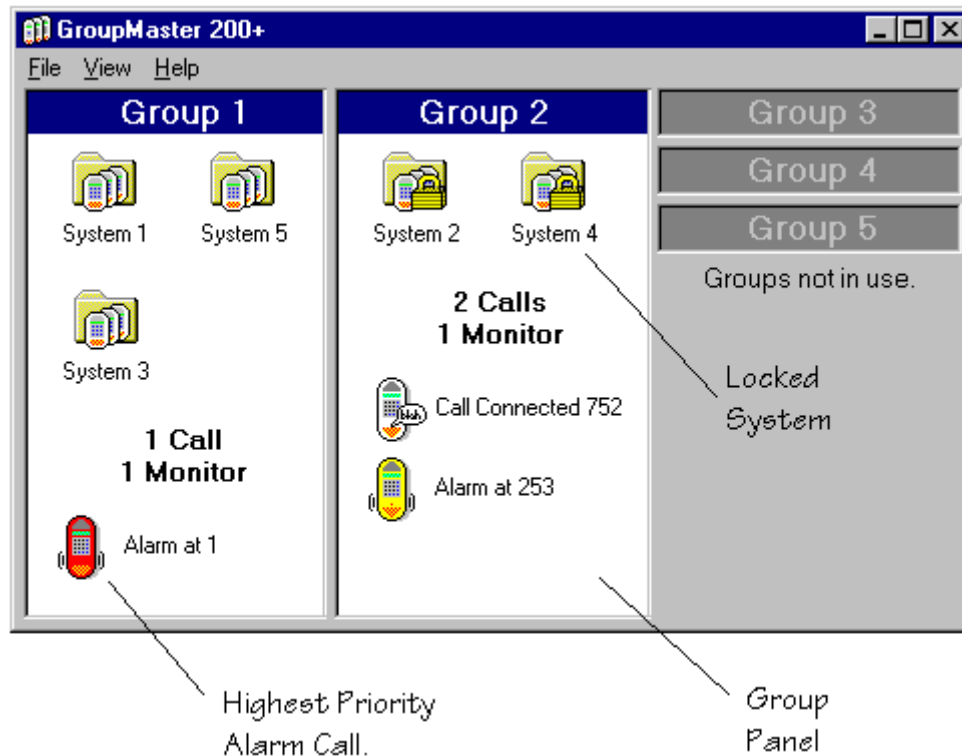 GroupMaster 200+
File View Help
Group 1
System 1 System 5
System 3
1 Call
1 Monitor
Alarm at 1
Group 2
System 2 System 4
2 Calls
1 Monitor
blah Call Connected 752
Alarm at 253
Group 3
Group 4
Group 5
Groups not in use.
Locked
System
Highest Priority
Alarm Call.
Group
Panel